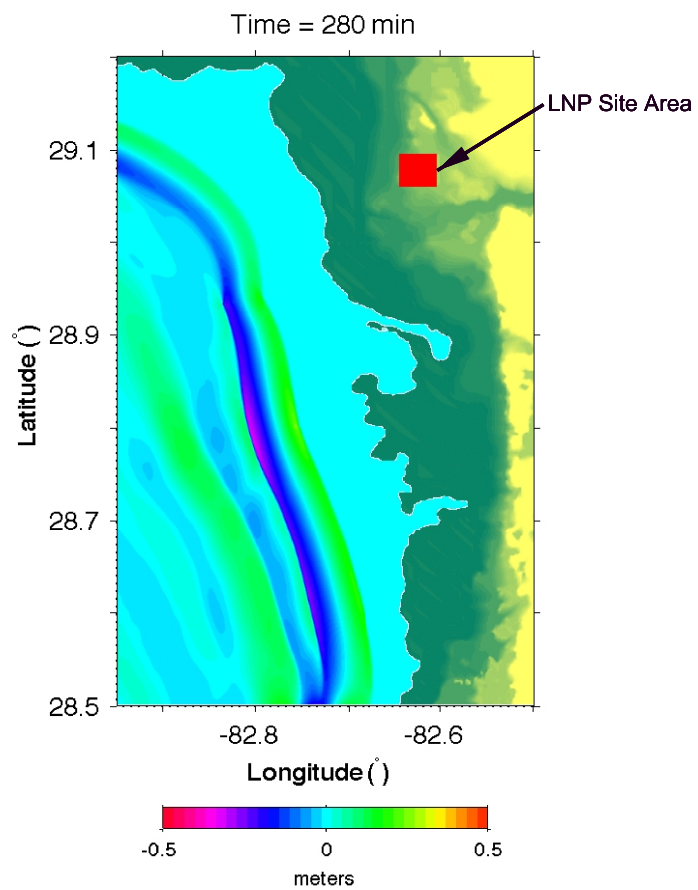 Time = 280 min
LNP Site Area
29.1
28.9
28.7
28.5
Latitude (°)
-82.8 -82.6
Longitude (°)
-0.5 0 0.5
meters